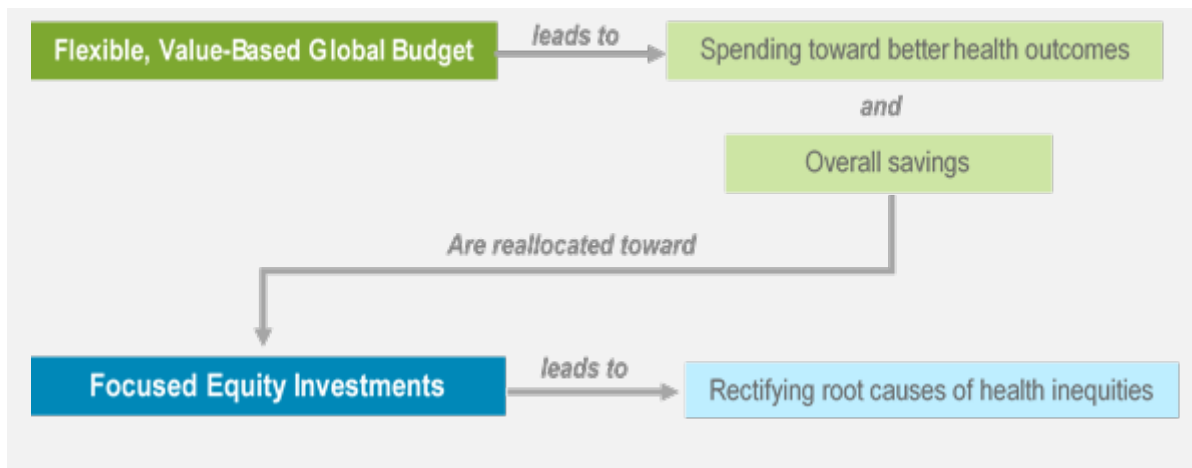 Flexible, Value-Based Global Budget
leads to
Spending toward better health outcomes
and
Overall savings
Are reallocated toward
Focused Equity Investments
leads to
Rectifying root causes of health inequities